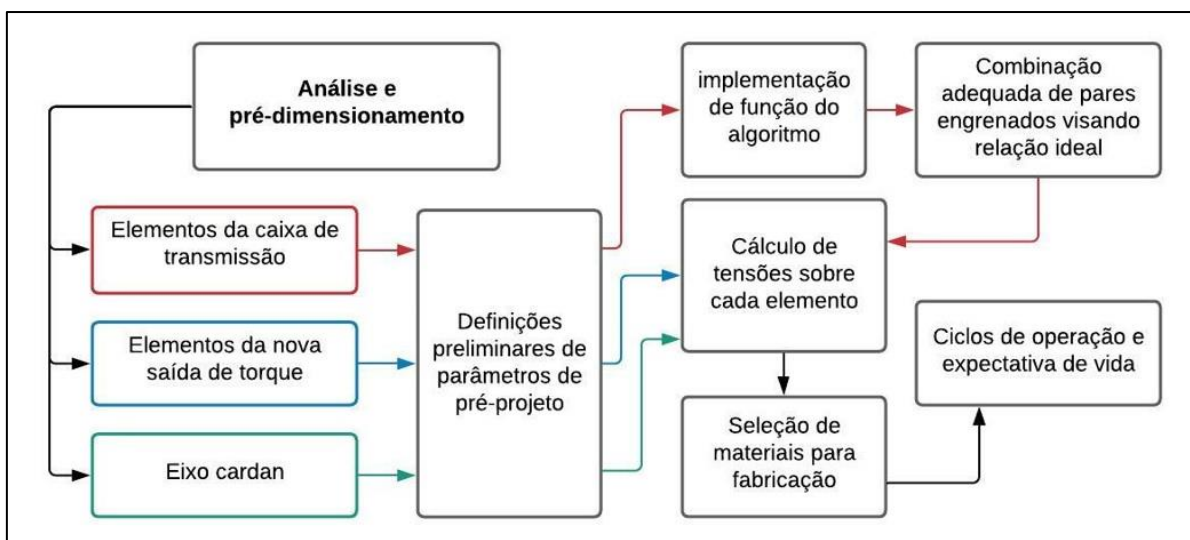 Análise e
pré-dimensionamento
Elementos da caixa de
transmissão
Elementos da nova
saída de torque
Eixo cardan
Definições
preliminares de
parâmetros de
pré-projeto
implementação
de função do
algoritmo
Combinação
adequada de pares
engrenados visando
relação ideal
Cálculo de
tensões sobre
cada elemento
Seleção de
materiais para
fabricação
Ciclos de operação e
expectativa de vida